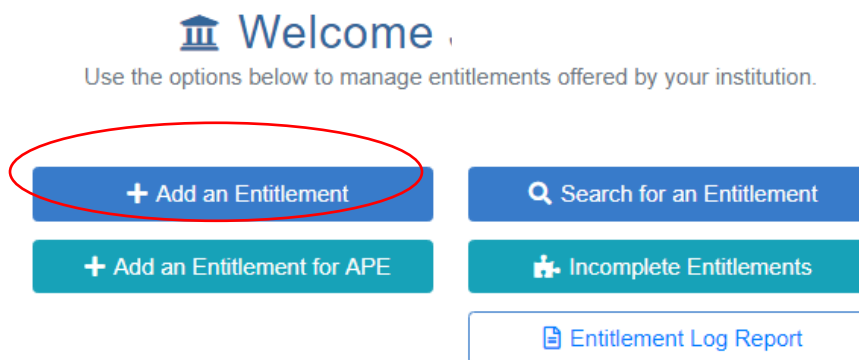 Welcome
Use the options below to manage entitlements offered by your institution.
Add an Entitlement
Search for an Entitlement
Add an Entitlement for APE
Incomplete Entitlements
Entitlement Log Report